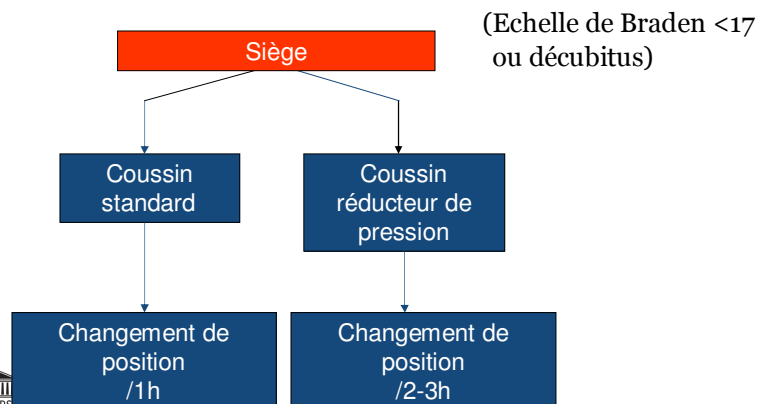 (Echelle de Braden <17
ou décubitus)
Siège
Coussin
standard
Coussin
réducteur de
pression
Changement de
position
/1h
Changement de
position
/2-3h